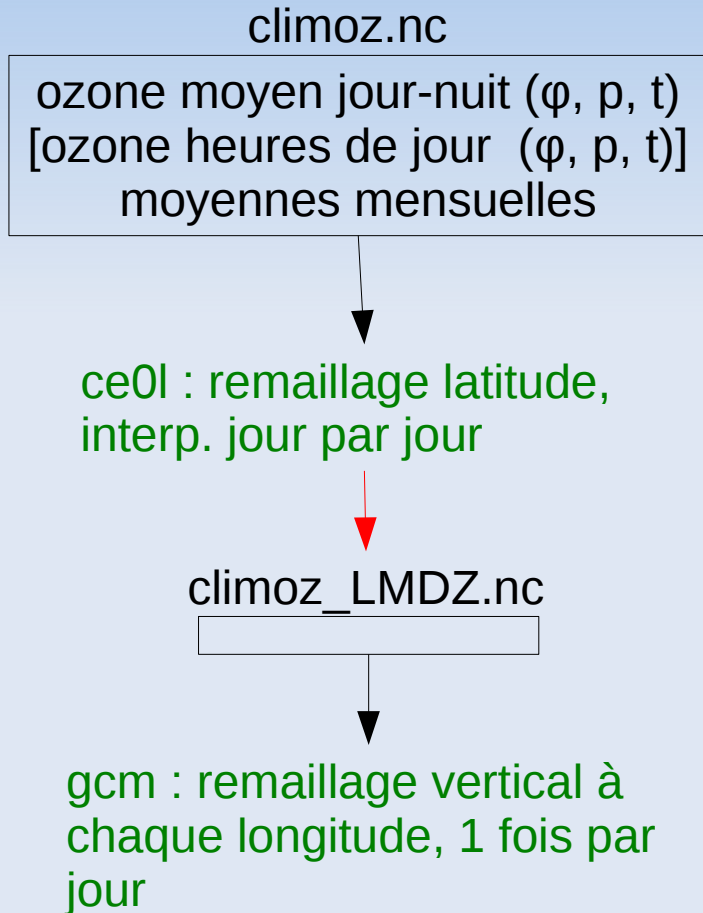 climoz.nc
ozone moyen jour-nuit (φ, p, t)
[ozone heures de jour  (φ, p, t)]
moyennes mensuelles
ce0l : remaillage latitude,
interp. jour par jour
climoz_LMDZ.nc
gcm : remaillage vertical à
chaque longitude, 1 fois par
jour